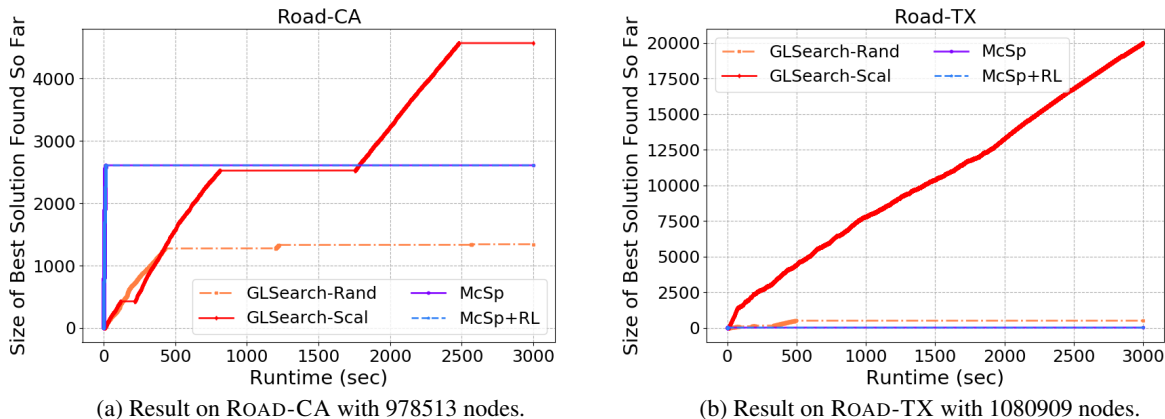 Road-CA
Size of Best Solution Found So Far
4000
3000
2000
1000
0
GLSearch-Rand
GLSearch-Scal
McSp
McSp+RL
0 500 1000 1500 2000 2500 3000
Runtime (sec)
(a) Result on ROAD-CA with 978513 nodes.
Road-TX
Size of Best Solution Found So Far
20000
17500
15000
12500
10000
7500
5000
2500
0
GLSearch-Rand
GLSearch-Scal
McSp
McSp+RL
0 500 1000 1500 2000 2500 3000
Runtime (sec)
(b) Result on ROAD-TX with 1080909 nodes.